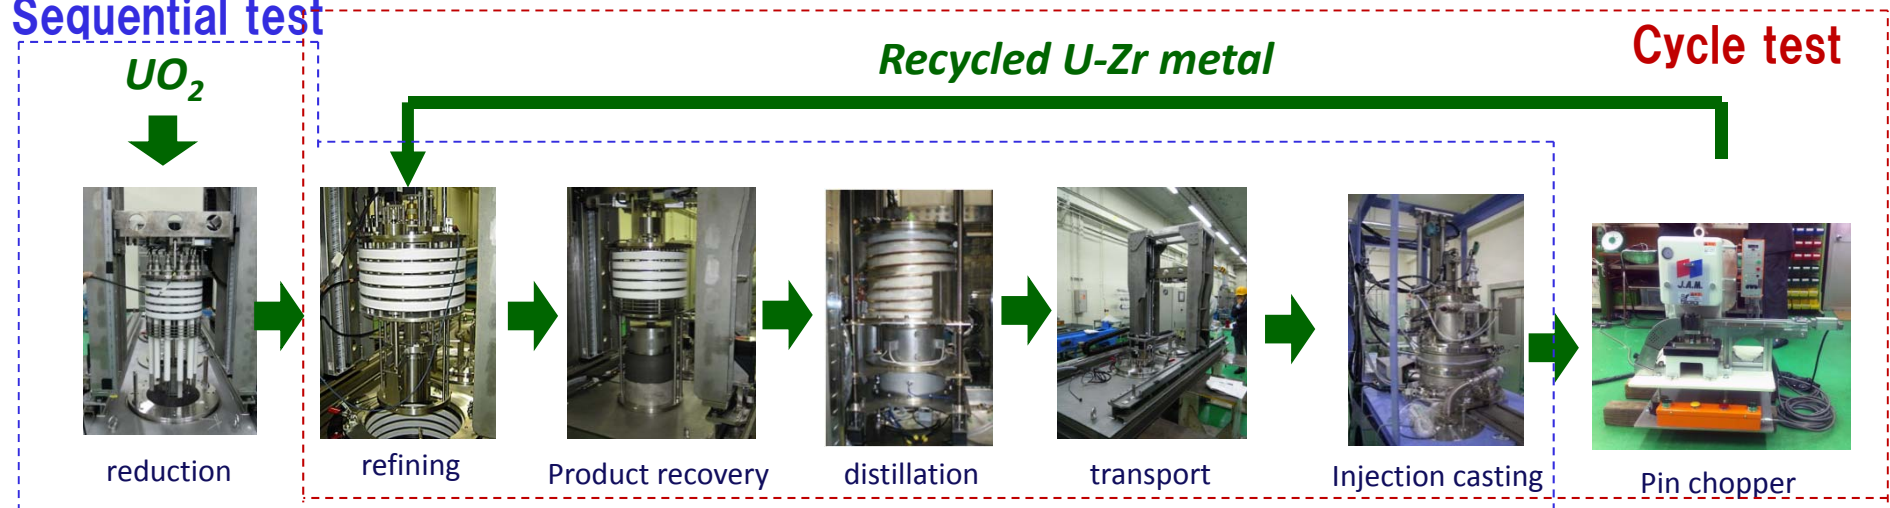 Sequential test
Cycle test
Recycled U-Zr metal
UO₂
J.A.M.
reduction
refining
Product recovery
distillation
transport
Injection casting
Pin chopper